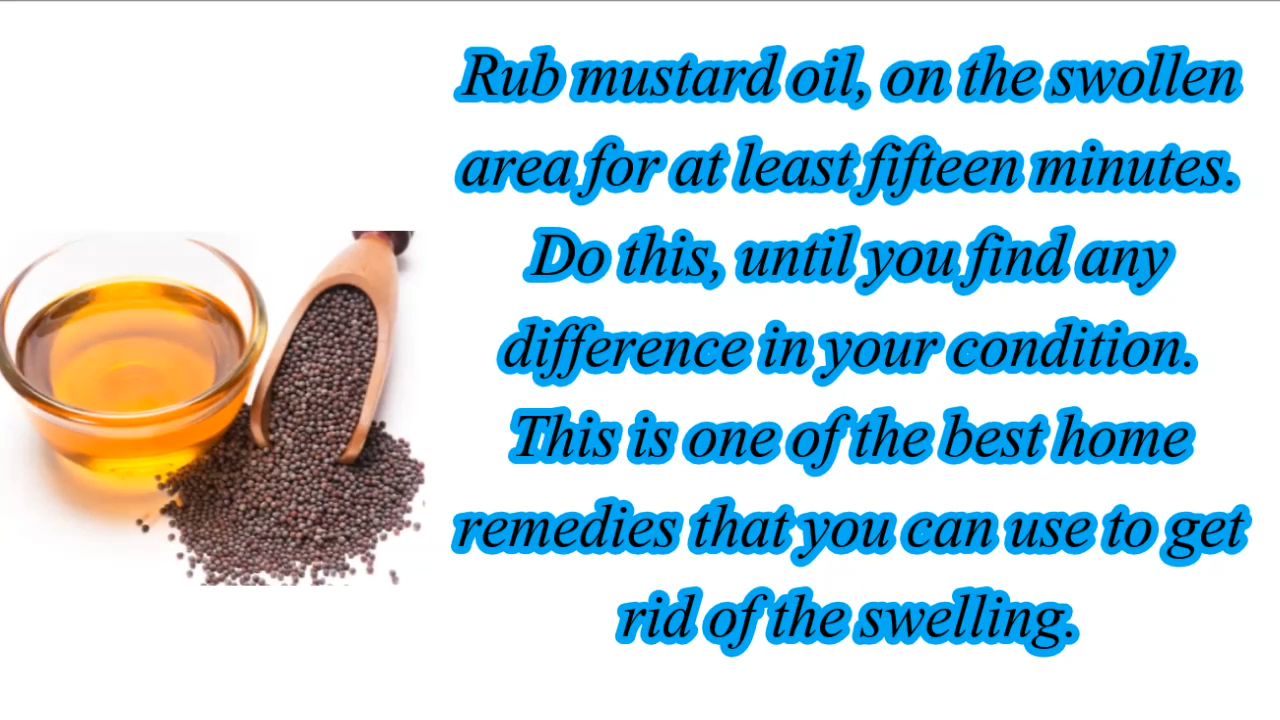 Rub mustard oil, on the swollen
area for at least fifteen minutes.
Do this, until you find any
difference in your condition.
This is one of the best home
remedies that you can use to get
rid of the swelling.